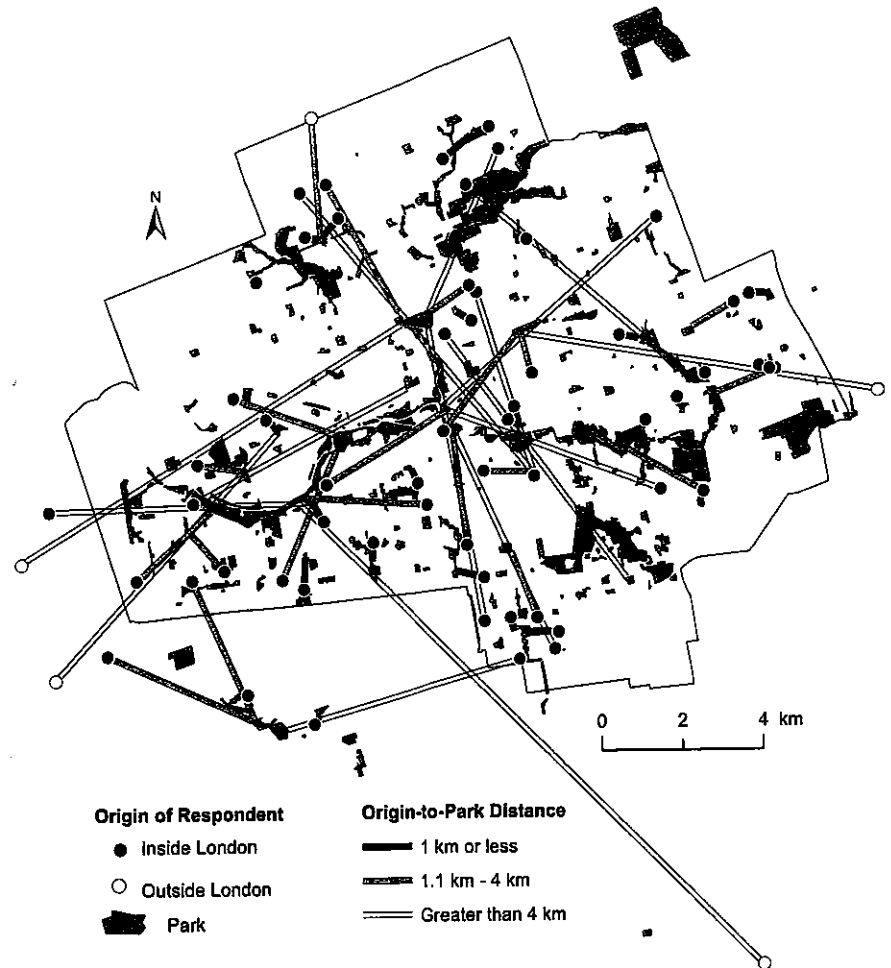 N
0 2 4 km
Origin of Respondent
Inside London
Outside London
Park
Origin-to-Park Distance
1 km or less
1.1 km - 4 km
Greater than 4 km